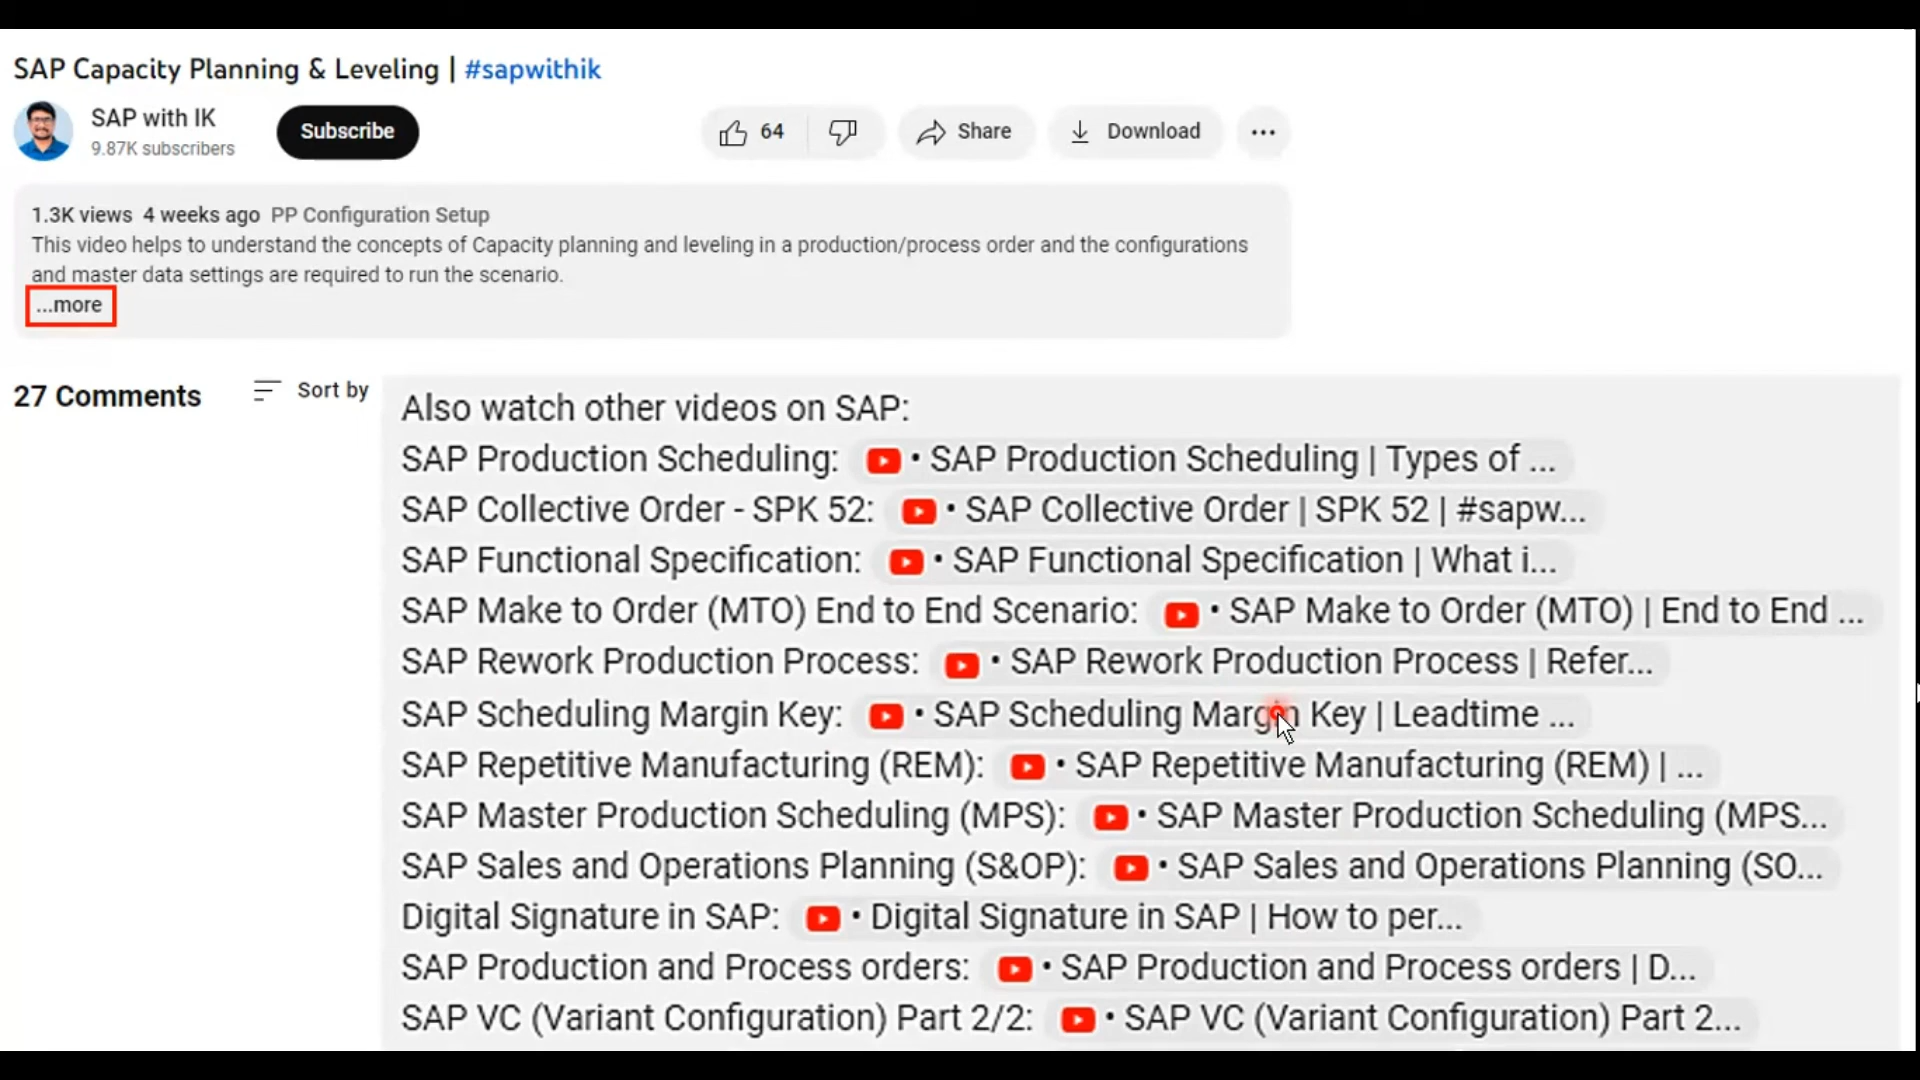 SAP Capacity Planning & Leveling | #sapwithik
SAP with IK
9.87K subscribers
Subscribe
64
Share
Download
1.3K views 4 weeks ago PP Configuration Setup
This video helps to understand the concepts of Capacity planning and leveling in a production/process order and the configurations
and master data settings are required to run the scenario.
...more
27 Comments
Sort by
Also watch other videos on SAP:
SAP Production Scheduling: • SAP Production Scheduling | Types of ...
SAP Collective Order - SPK 52: • SAP Collective Order | SPK 52 | #sapw...
SAP Functional Specification: • SAP Functional Specification | What i...
SAP Make to Order (MTO) End to End Scenario: • SAP Make to Order (MTO) | End to End ...
SAP Rework Production Process: • SAP Rework Production Process | Refer...
SAP Scheduling Margin Key: • SAP Scheduling Margin Key | Leadtime ...
SAP Repetitive Manufacturing (REM): • SAP Repetitive Manufacturing (REM) | ...
SAP Master Production Scheduling (MPS): • SAP Master Production Scheduling (MPS...
SAP Sales and Operations Planning (S&OP): • SAP Sales and Operations Planning (SO...
Digital Signature in SAP: • Digital Signature in SAP | How to per...
SAP Production and Process orders: • SAP Production and Process orders | D...
SAP VC (Variant Configuration) Part 2/2: • SAP VC (Variant Configuration) Part 2...